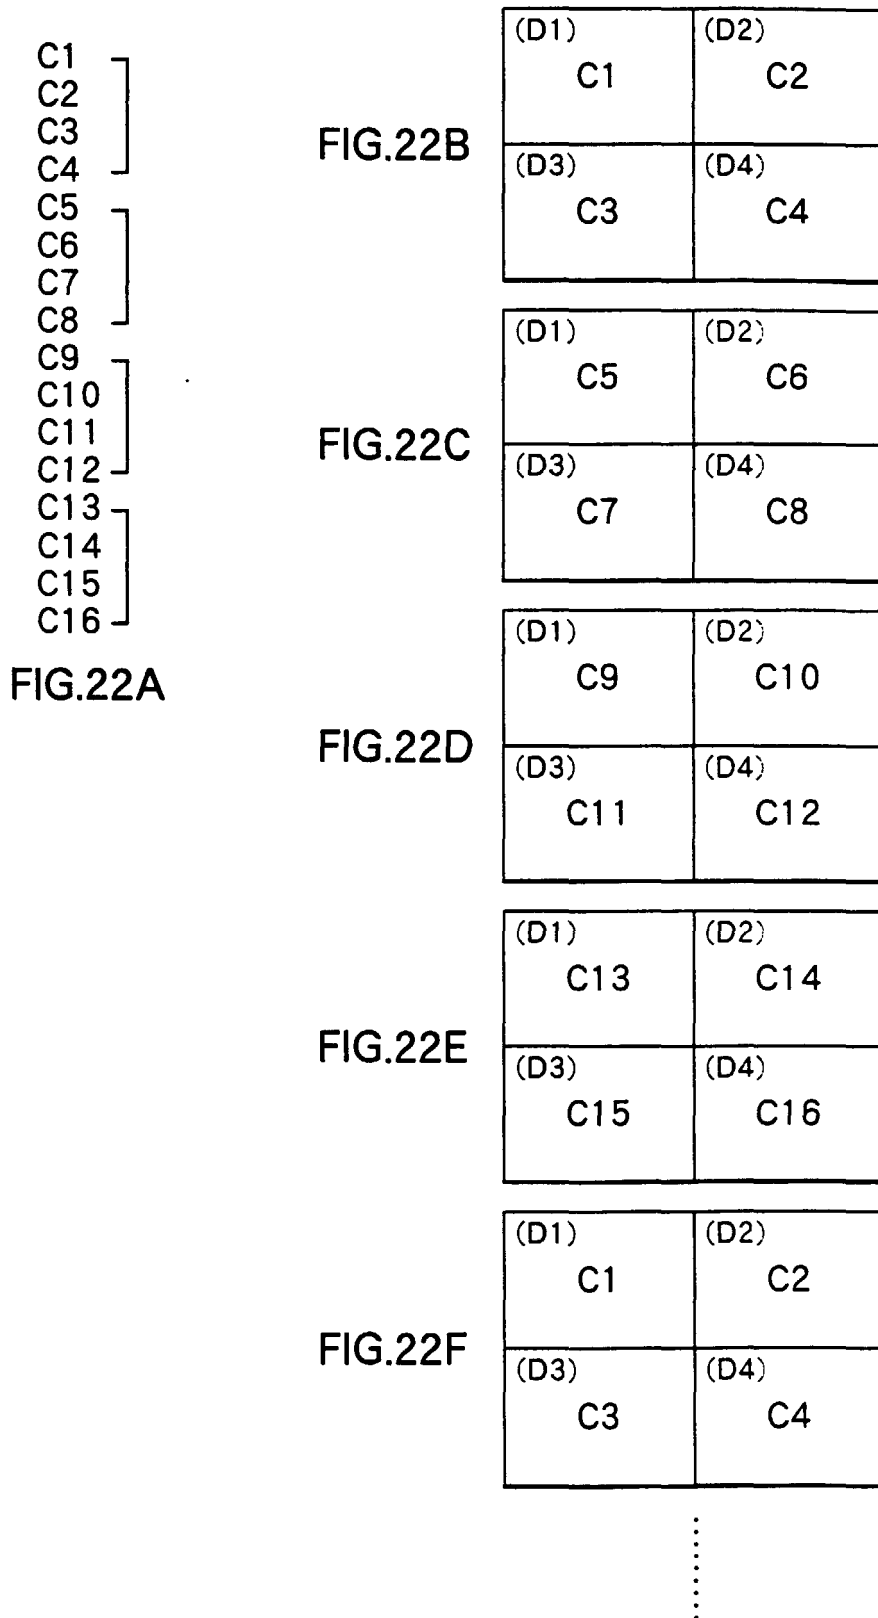 C1
C2
C3
C4
C5
C6
C7
C8
C9
C10
C11
C12
C13
C14
C15
C16
FIG.22A
FIG.22B
(D1) (D2)
C1 C2
(D3) (D4)
C3 C4
FIG.22C
(D1) (D2)
C5 C6
(D3) (D4)
C7 C8
FIG.22D
(D1) (D2)
C9 C10
(D3) (D4)
C11 C12
FIG.22E
(D1) (D2)
C13 C14
(D3) (D4)
C15 C16
FIG.22F
(D1) (D2)
C1 C2
(D3) (D4)
C3 C4